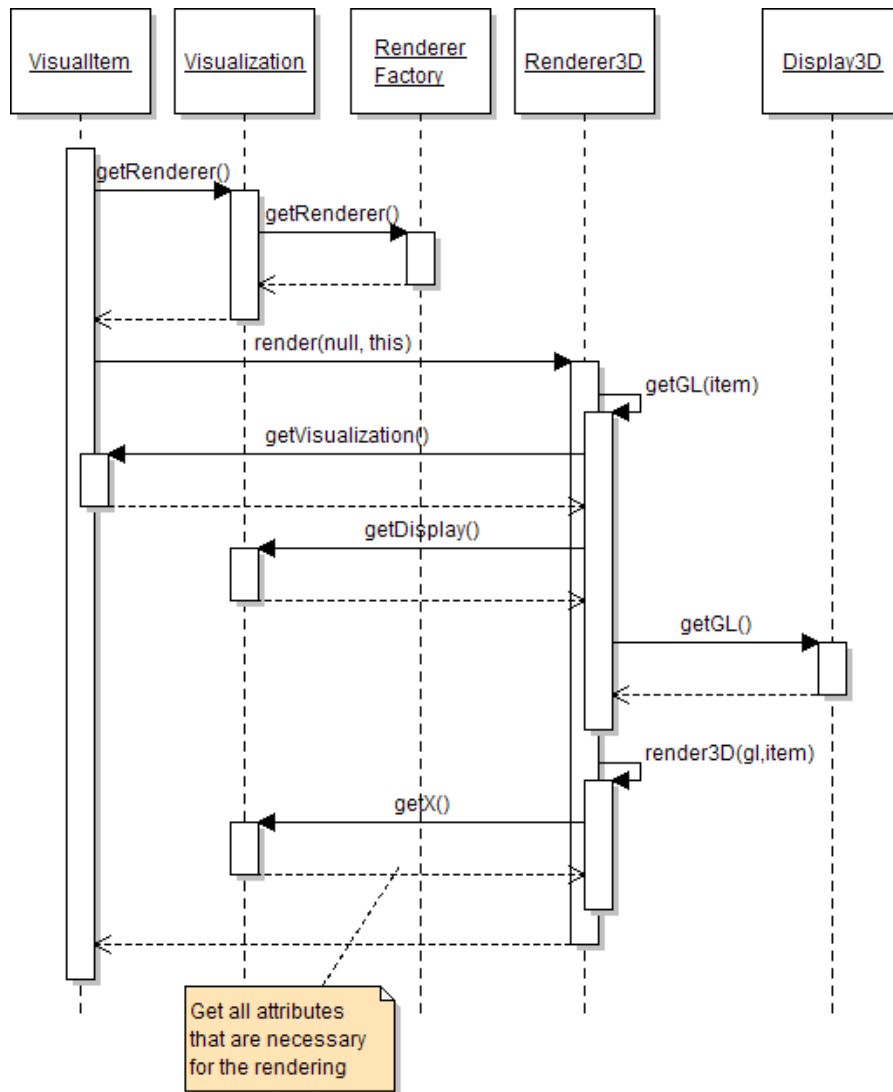 VisualItem
Visualization
Renderer
Factory
Renderer3D
Display3D
getRenderer()
getRenderer()
render(null, this)
getGL(item)
getVisualization()
getDisplay()
getGL()
render3D(gl,item)
getX()
Get all attributes
that are necessary
for the rendering